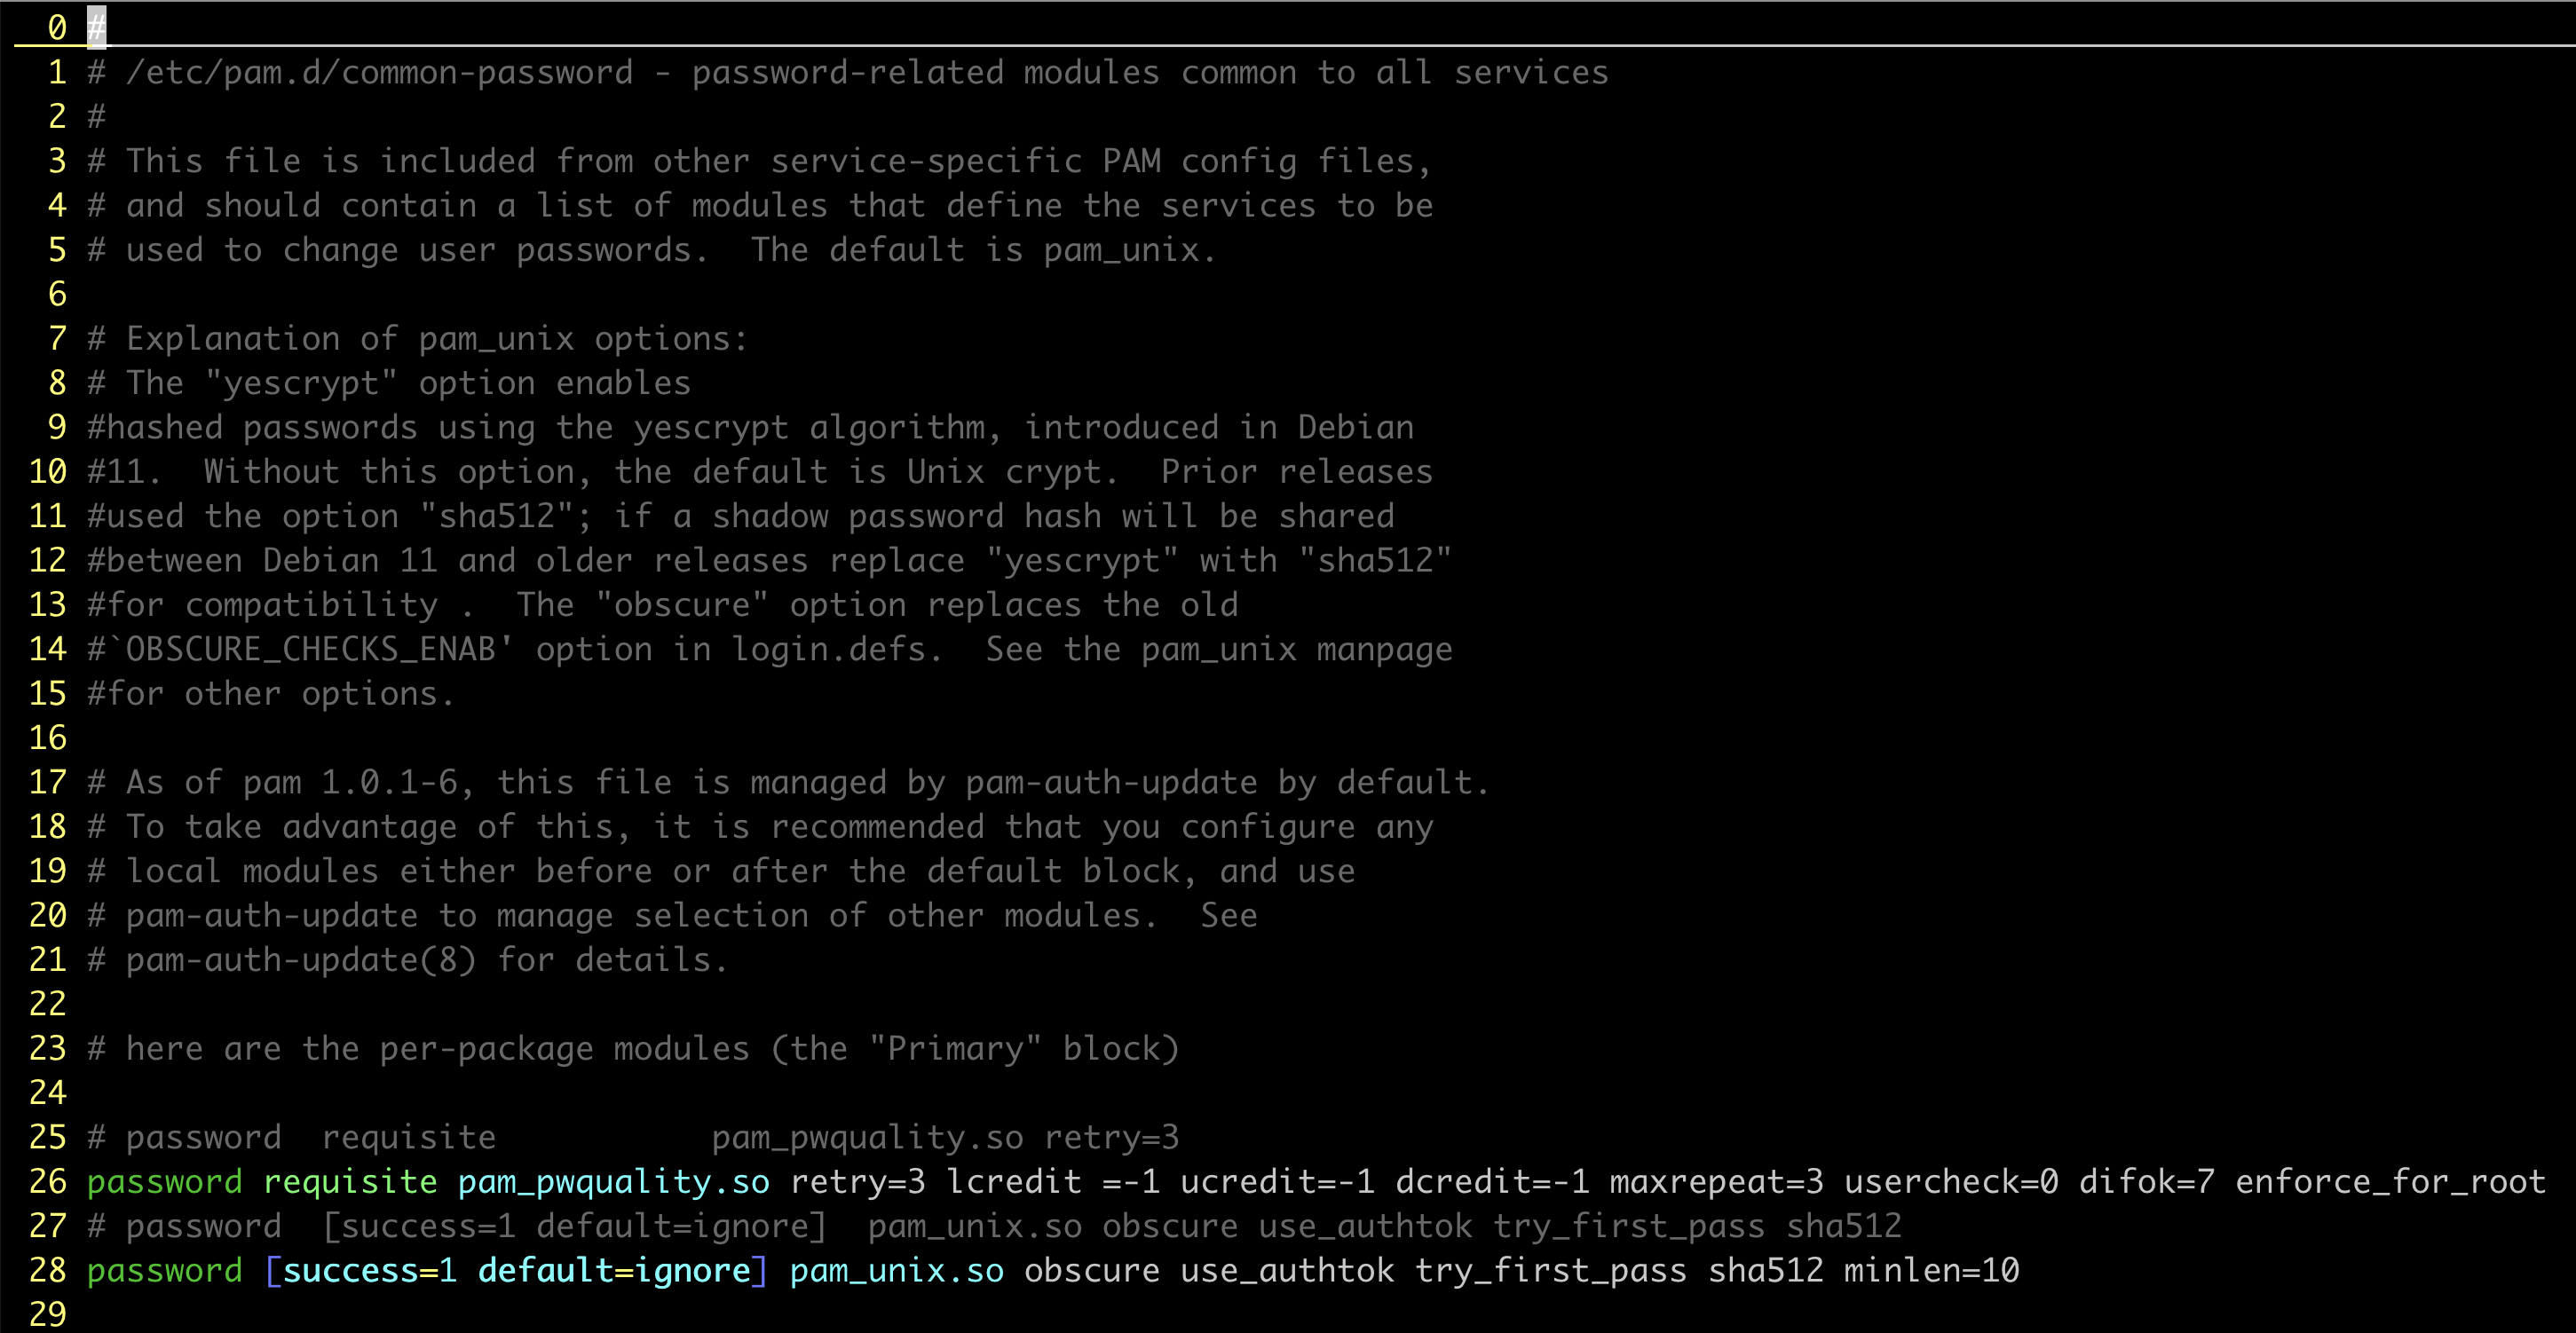 0 #
1 # /etc/pam.d/common-password - password-related modules common to all services
2 #
3 # This file is included from other service-specific PAM config files,
4 # and should contain a list of modules that define the services to be
5 # used to change user passwords.  The default is pam_unix.
6
7 # Explanation of pam_unix options:
8 # The "yescrypt" option enables
9 #hashed passwords using the yescrypt algorithm, introduced in Debian
10 #11.  Without this option, the default is Unix crypt.  Prior releases
11 #used the option "sha512"; if a shadow password hash will be shared
12 #between Debian 11 and older releases replace "yescrypt" with "sha512"
13 #for compatibility .  The "obscure" option replaces the old
14 #`OBSCURE_CHECKS_ENAB' option in login.defs.  See the pam_unix manpage
15 #for other options.
16
17 # As of pam 1.0.1-6, this file is managed by pam-auth-update by default.
18 # To take advantage of this, it is recommended that you configure any
19 # local modules either before or after the default block, and use
20 # pam-auth-update to manage selection of other modules.  See
21 # pam-auth-update(8) for details.
22
23 # here are the per-package modules (the "Primary" block)
24
25 # password  requisite           pam_pwquality.so retry=3
26 password requisite pam_pwquality.so retry=3 lcredit =-1 ucredit=-1 dcredit=-1 maxrepeat=3 usercheck=0 difok=7 enforce_for_root
27 # password  [success=1 default=ignore]  pam_unix.so obscure use_authtok try_first_pass sha512
28 password [success=1 default=ignore] pam_unix.so obscure use_authtok try_first_pass sha512 minlen=10
29